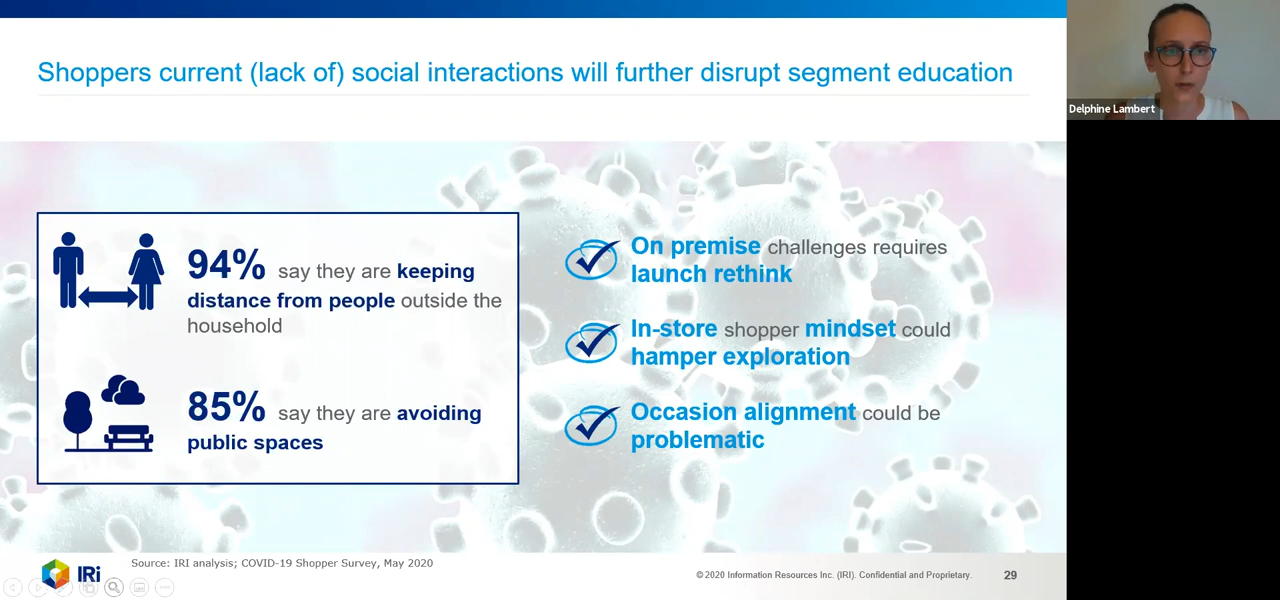 Shoppers current (lack of) social interactions will further disrupt segment education
94% say they are keeping
distance from people outside the
household
85% say they are avoiding
public spaces
On premise challenges requires
launch rethink
In-store shopper mindset could
hamper exploration
Occasion alignment could be
problematic
IRi
Source: IRI analysis; COVID-19 Shopper Survey, May 2020
© 2020 Information Resources Inc. (IRI). Confidential and Proprietary.
29
Delphine Lambert